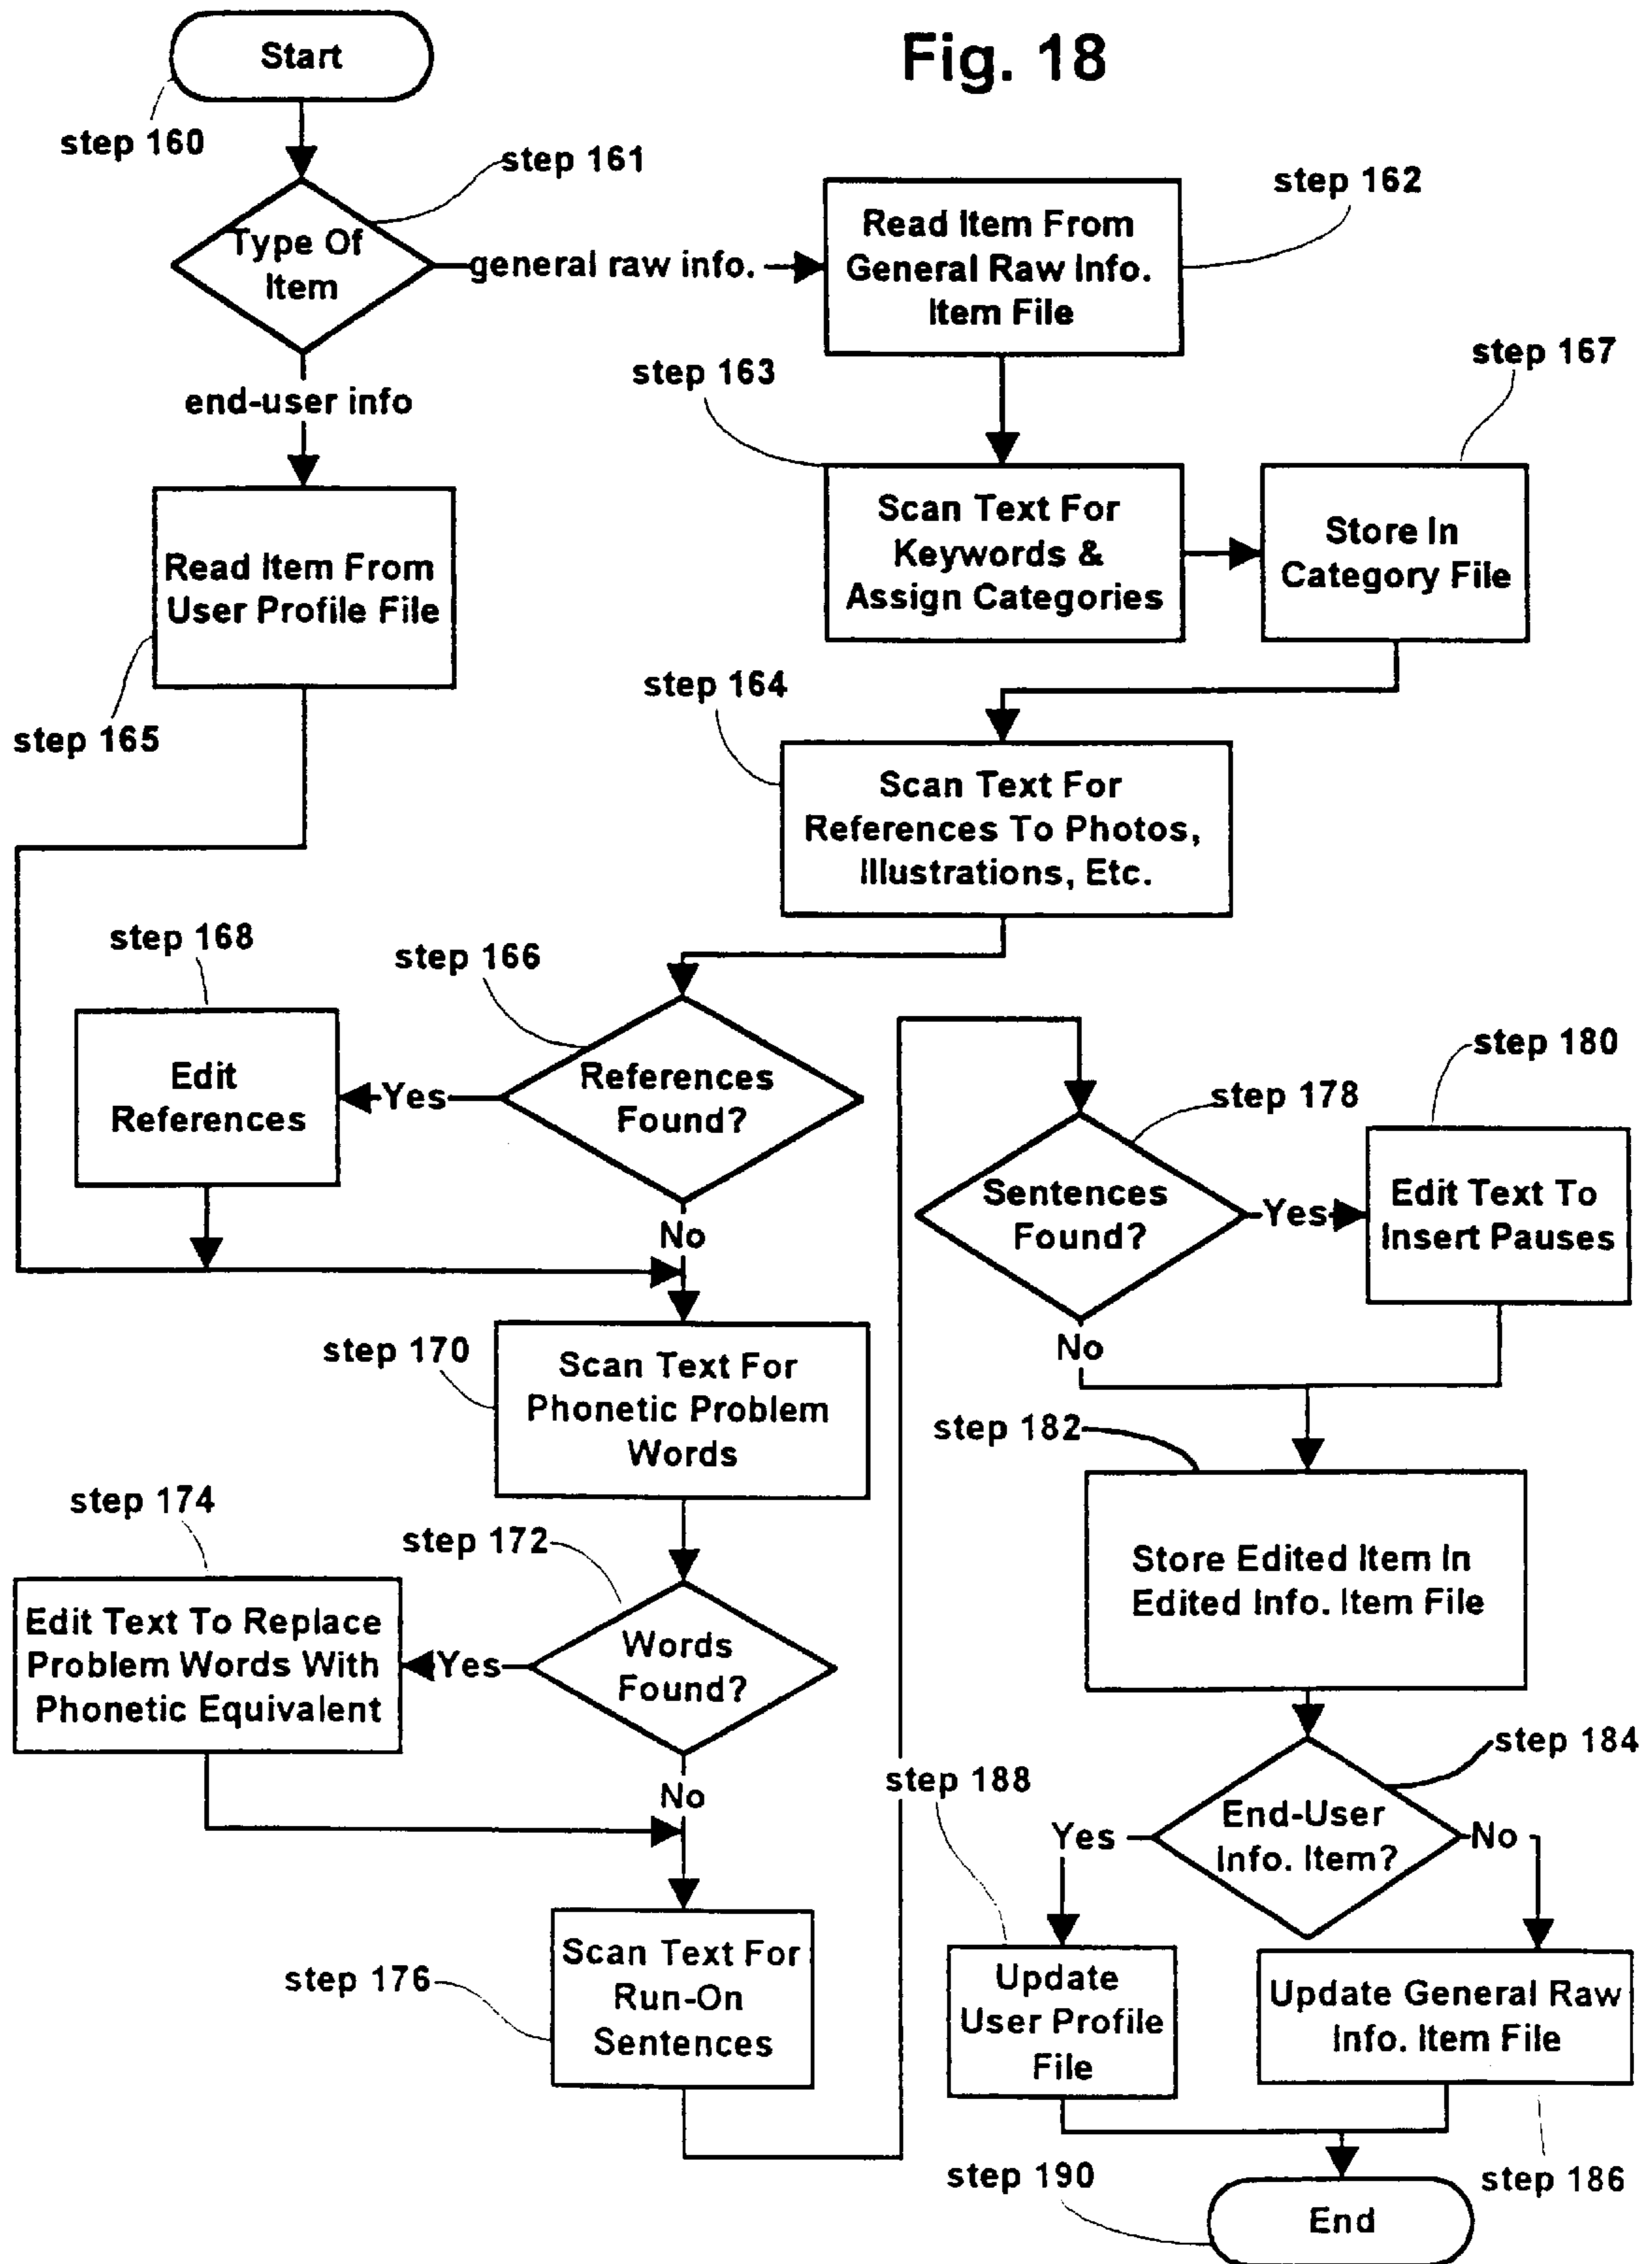 Fig. 18
Start
step 160
step 161
Type Of
Item
general raw info.
end-user info
step 162
Read Item From
General Raw Info.
Item File
step 163
step 167
Scan Text For
Keywords &
Assign Categories
Store In
Category File
Read Item From
User Profile File
step 165
step 164
Scan Text For
References To Photos,
Illustrations, Etc.
step 168
step 166
Edit
References
Yes
References
Found?
No
step 170
Scan Text For
Phonetic Problem
Words
step 174
step 172
Edit Text To Replace
Problem Words With
Phonetic Equivalent
Yes
Words
Found?
No
step 176
Scan Text For
Run-On
Sentences
step 178
step 180
Sentences
Found?
Yes
Edit Text To
Insert Pauses
No
step 182
Store Edited Item In
Edited Info. Item File
step 184
step 188
End-User
Info. Item?
Yes
No
Update
User Profile
File
Update General Raw
Info. Item File
step 186
step 190
End